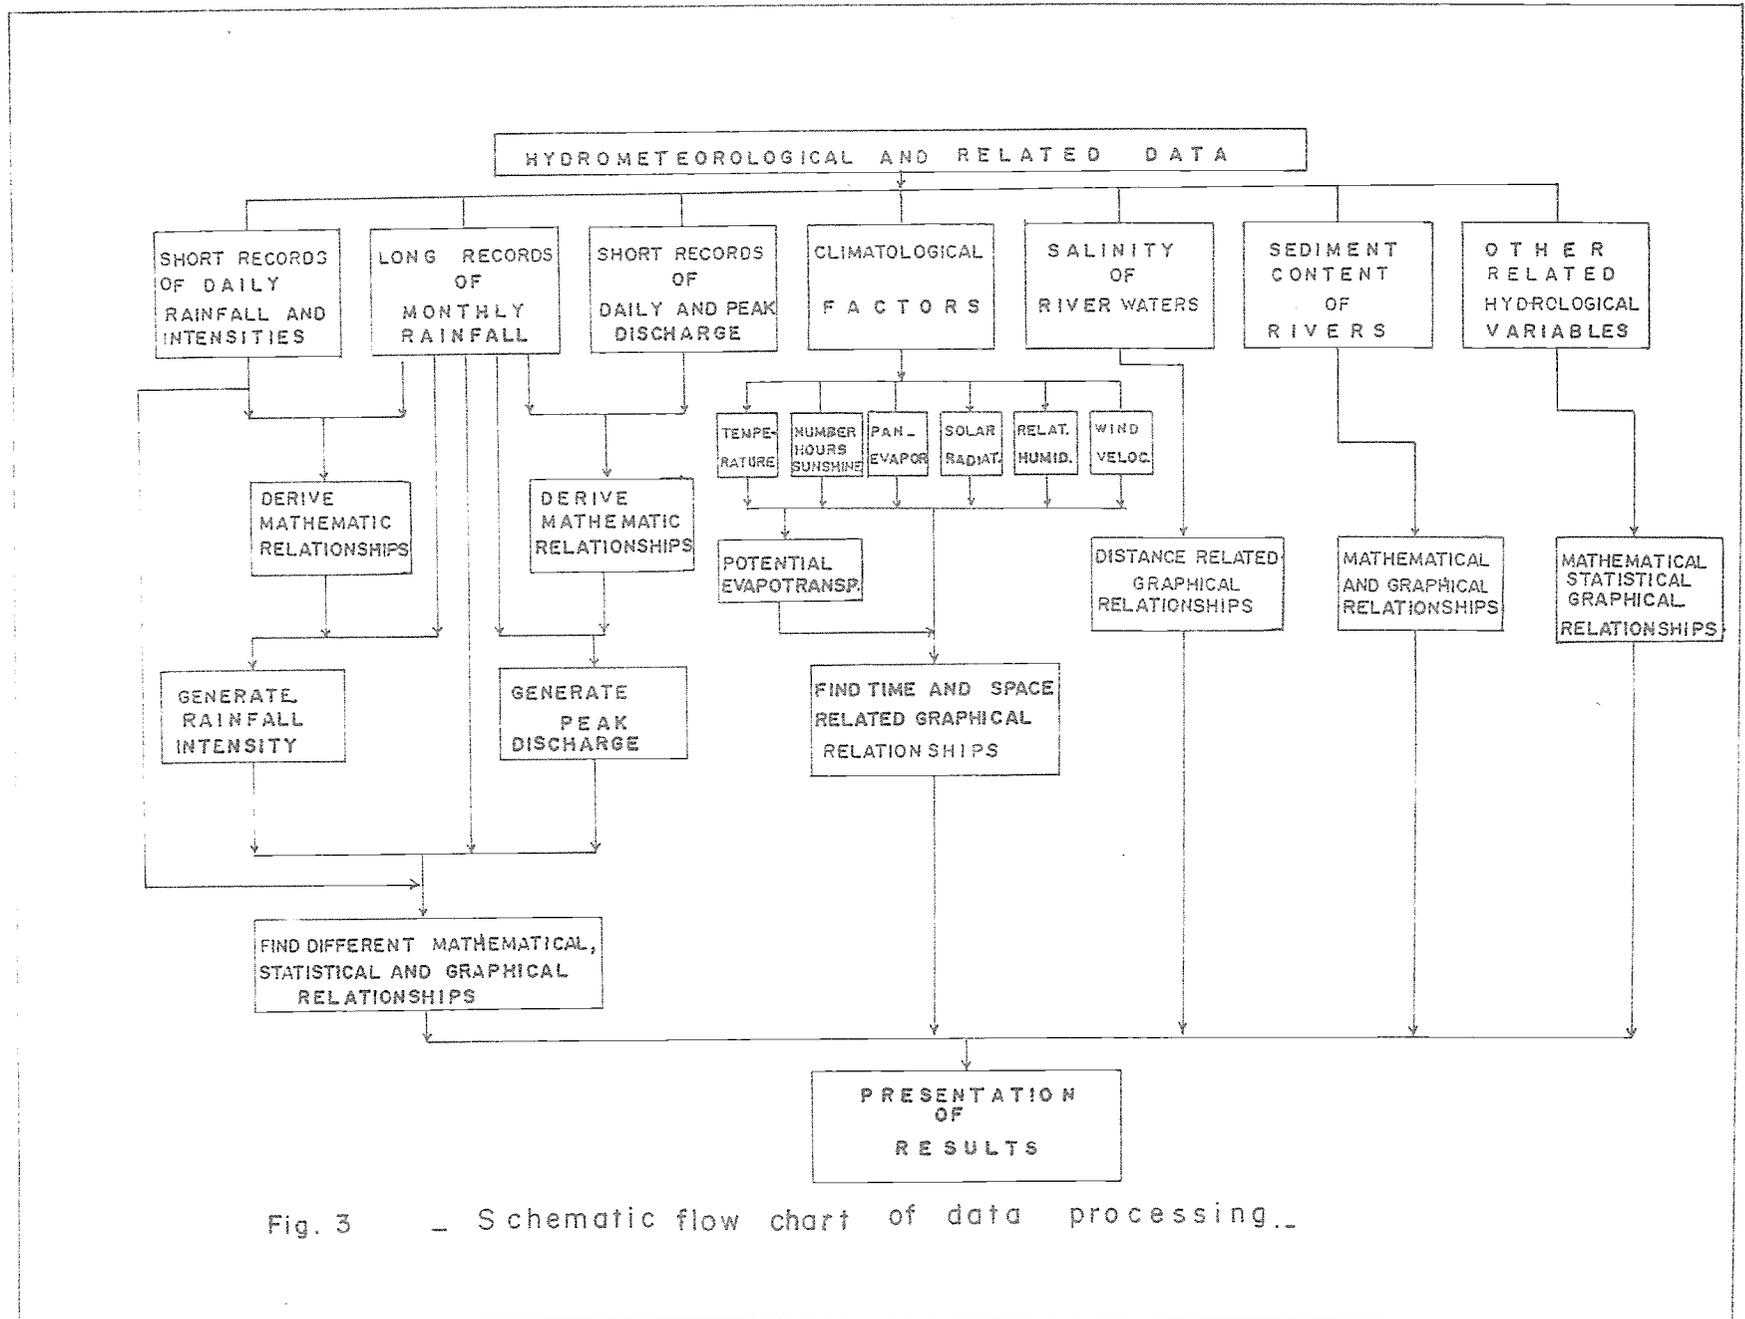 HYDROMETEOROLOGICAL AND RELATED DATA
SHORT RECORDS
OF DAILY
RAINFALL AND
INTENSITIES
LONG RECORDS
OF
MONTHLY
RAINFALL
SHORT RECORDS
OF
DAILY AND PEAK
DISCHARGE
CLIMATOLOGICAL
FACTORS
SALINITY
OF
RIVER WATERS
SEDIMENT
CONTENT
OF
RIVERS
OTHER
RELATED
HYDROLOGICAL
VARIABLES
TEMPE-
RATURE
NUMBER
HOURS
SUNSHINE
PAN_
EVAPOR
SOLAR
RADIAT.
RELAT.
HUMID.
WIND
VELOC.
DERIVE
MATHEMATIC
RELATIONSHIPS
DERIVE
MATHEMATIC
RELATIONSHIPS
POTENTIAL
EVAPOTRANSP.
DISTANCE RELATED
GRAPHICAL
RELATIONSHIPS
MATHEMATICAL
AND GRAPHICAL
RELATIONSHIPS
MATHEMATICAL
STATISTICAL
GRAPHICAL
RELATIONSHIPS
GENERATE
RAINFALL
INTENSITY
GENERATE
PEAK
DISCHARGE
FIND TIME AND SPACE
RELATED GRAPHICAL
RELATIONSHIPS
FIND DIFFERENT MATHEMATICAL,
STATISTICAL AND GRAPHICAL
RELATIONSHIPS
PRESENTATION
OF
RESULTS
Fig. 3 _ Schematic flow chart of data processing._